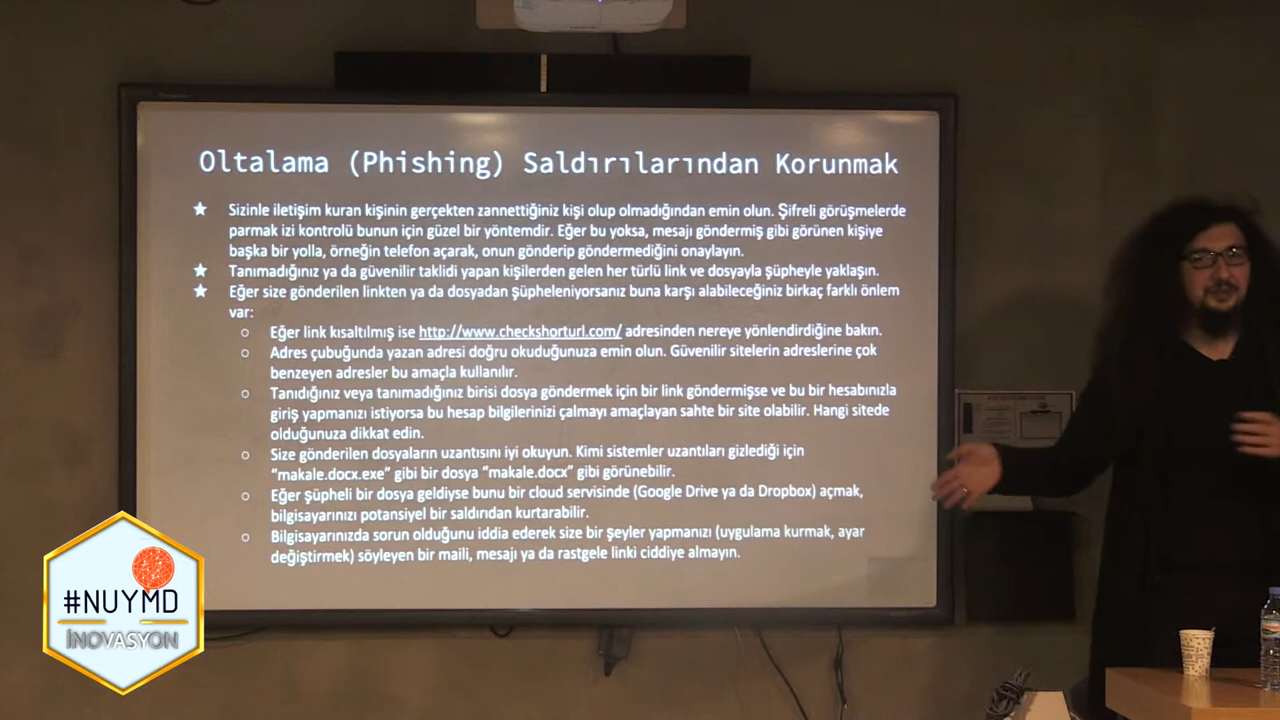 Oltalama (Phishing) Saldırılarından Korunmak
★ Sizinle iletişim kuran kişinin gerçekten zannettiğiniz kişi olup olmadığından emin olun. Şifreli görüşmelerde
parmak izi kontrolü bunun için güzel bir yöntemdir. Eğer bu yoksa, mesajı göndermiş gibi görünen kişiye
başka bir yolla, örneğin telefon açarak, onun gönderip göndermediğini onaylayın.
★ Tanımadığınız ya da güvenilir taklidi yapan kişilerden gelen her türlü link ve dosyayla şüpheyle yaklaşın.
★ Eğer size gönderilen linkten ya da dosyadan şüpheleniyorsanız buna karşı alabileceğiniz birkaç farklı önlem
var:
○ Eğer link kısaltılmış ise http://www.checkshorturl.com/ adresinden nereye yönlendirdiğine bakın.
○ Adres çubuğunda yazan adresi doğru okuduğunuza emin olun. Güvenilir sitelerin adreslerine çok
benzeyen adresler bu amaçla kullanılır.
○ Tanıdığınız veya tanımadığınız birisi dosya göndermek için bir link göndermişse ve bu bir hesabınızla
giriş yapmanızı istiyorsa bu hesap bilgilerinizi çalmayı amaçlayan sahte bir site olabilir. Hangi sitede
olduğunuza dikkat edin.
○ Size gönderilen dosyaların uzantısını iyi okuyun. Kimi sistemler uzantıları gizlediği için
"makale.docx.exe" gibi bir dosya "makale.docx" gibi görünebilir.
○ Eğer şüpheli bir dosya geldiyse bunu bir cloud servisinde (Google Drive ya da Dropbox) açmak,
bilgisayarınızı potansiyel bir saldırıdan kurtarabilir.
○ Bilgisayarınızda sorun olduğunu iddia ederek size bir şeyler yapmanızı (uygulama kurmak, ayar
değiştirmek) söyleyen bir maili, mesajı ya da rastgele linki ciddiye almayın.
#NUYMD
İNOVASYON